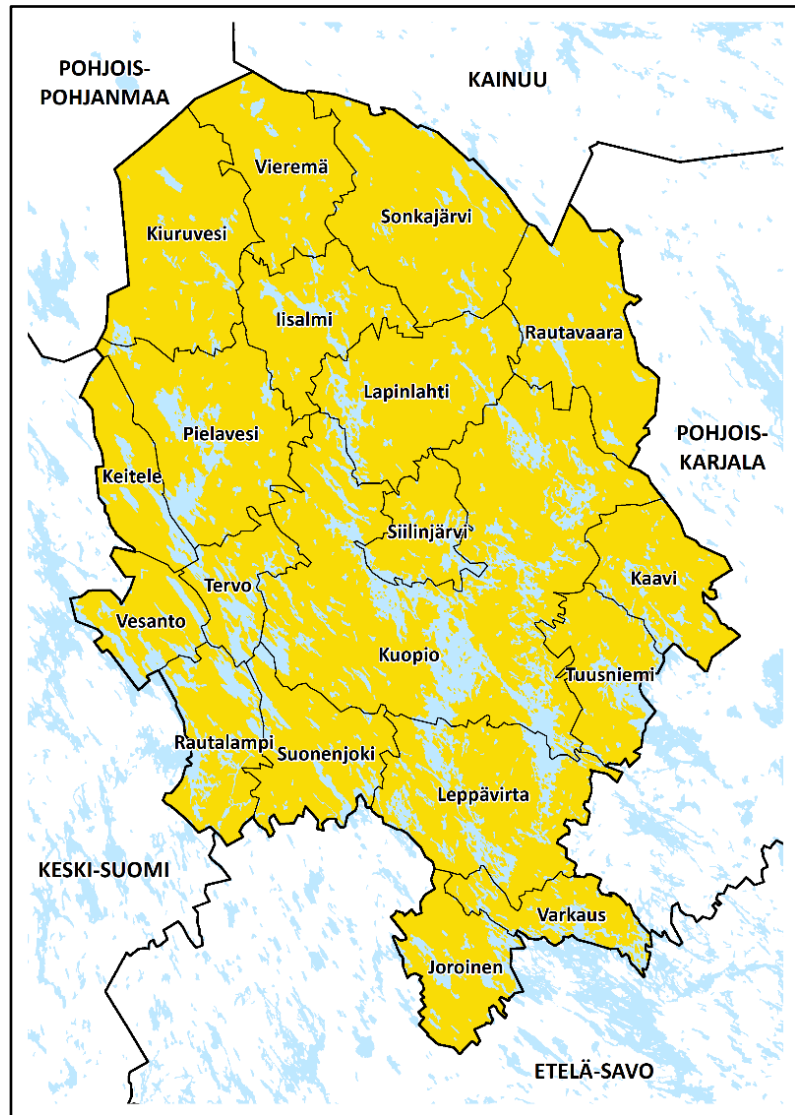 POHJOIS-
POHJANMAA
KAINUU
Vieremä
Sonkajärvi
Kiuruvesi
Iisalmi
Rautavaara
Lapinlahti
Pielavesi
POHJOIS-
KARJALA
Keitele
Siilinjärvi
Kaavi
Tervo
Vesanto
Kuopio
Tuusniemi
Rautalampi
Suonenjoki
Leppävirta
KESKI-SUOMI
Varkaus
Joroinen
ETELÄ-SAVO